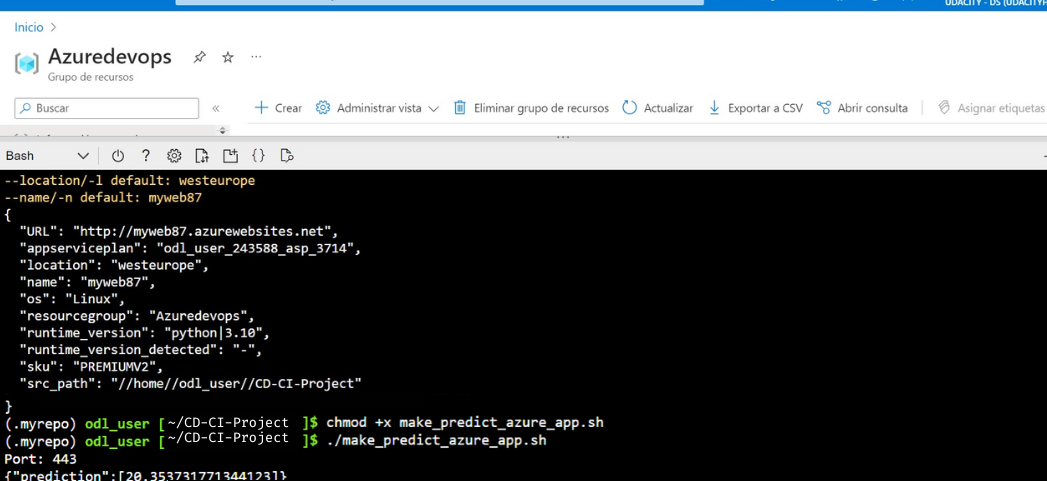 UDACITY - DS (UDACITYH
Inicio >
Azuredevops
Grupo de recursos
Buscar
Crear Administrar vista Eliminar grupo de recursos Actualizar Exportar a CSV Abrir consulta Asignar etiquetas
Bash
--location/-l default: westeurope
--name/-n default: myweb87
{
"URL": "http://myweb87.azurewebsites.net",
"appserviceplan": "odl_user_243588_asp_3714",
"location": "westeurope",
"name": "myweb87",
"os": "Linux",
"resourcegroup": "Azuredevops",
"runtime_version": "python|3.10",
"runtime_version_detected": "-",
"sku": "PREMIUMV2",
"src_path": "//home//odl_user//CD-CI-Project"
}
(.myrepo) odl_user [ ~/CD-CI-Project ]$ chmod +x make_predict_azure_app.sh
(.myrepo) odl_user [ ~/CD-CI-Project ]$ ./make_predict_azure_app.sh
Port: 443
{"prediction":[20.353731771344123]}